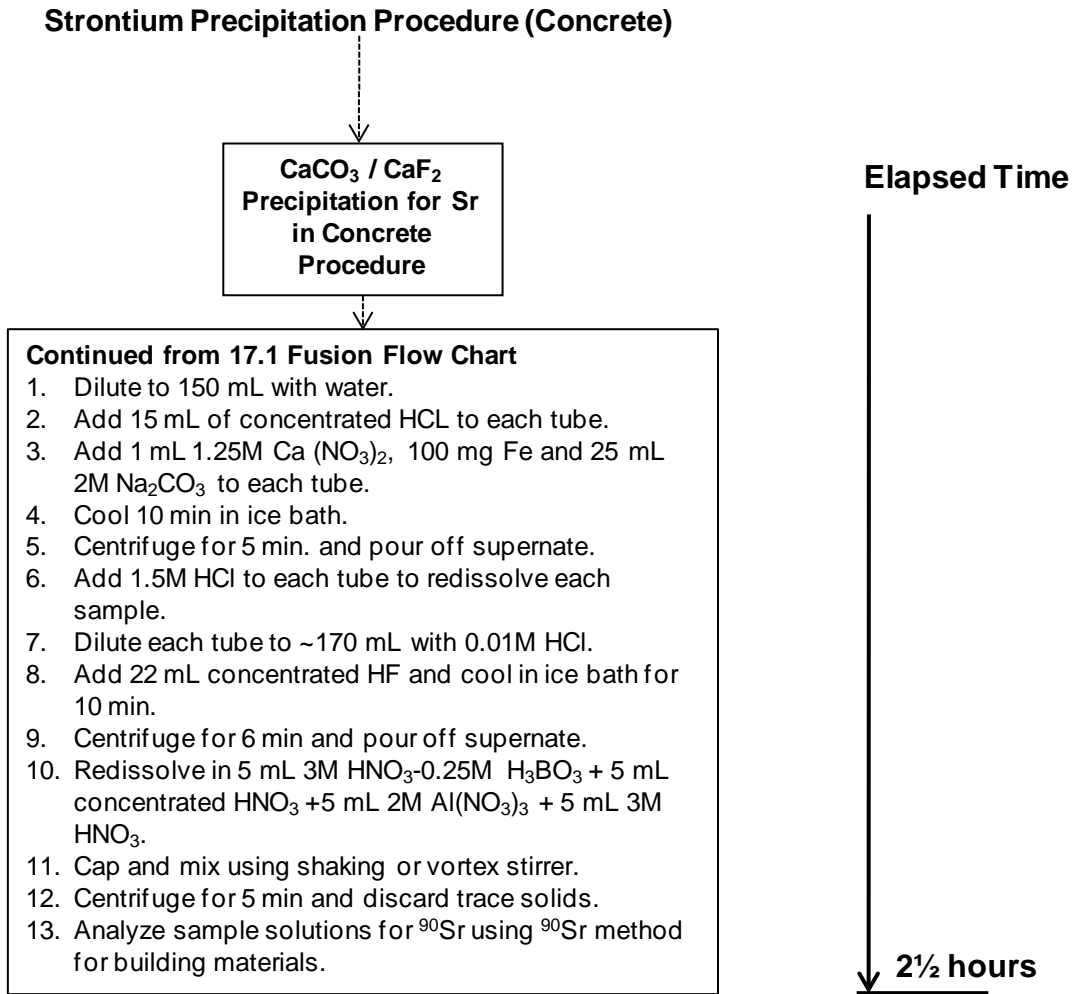 Strontium Precipitation Procedure (Concrete)
CaCO₃ / CaF₂
Precipitation for Sr
in Concrete
Procedure
Elapsed Time
Continued from 17.1 Fusion Flow Chart
1. Dilute to 150 mL with water.
2. Add 15 mL of concentrated HCL to each tube.
3. Add 1 mL 1.25M Ca (NO₃)₂, 100 mg Fe and 25 mL
2M Na₂CO₃ to each tube.
4. Cool 10 min in ice bath.
5. Centrifuge for 5 min. and pour off supernate.
6. Add 1.5M HCl to each tube to redissolve each
sample.
7. Dilute each tube to ~170 mL with 0.01M HCl.
8. Add 22 mL concentrated HF and cool in ice bath for
10 min.
9. Centrifuge for 6 min and pour off supernate.
10. Redissolve in 5 mL 3M HNO₃-0.25M H₃BO₃ + 5 mL
concentrated HNO₃ +5 mL 2M Al(NO₃)₃ + 5 mL 3M
HNO₃.
11. Cap and mix using shaking or vortex stirrer.
12. Centrifuge for 5 min and discard trace solids.
13. Analyze sample solutions for ⁹⁰Sr using ⁹⁰Sr method
for building materials.
2½ hours